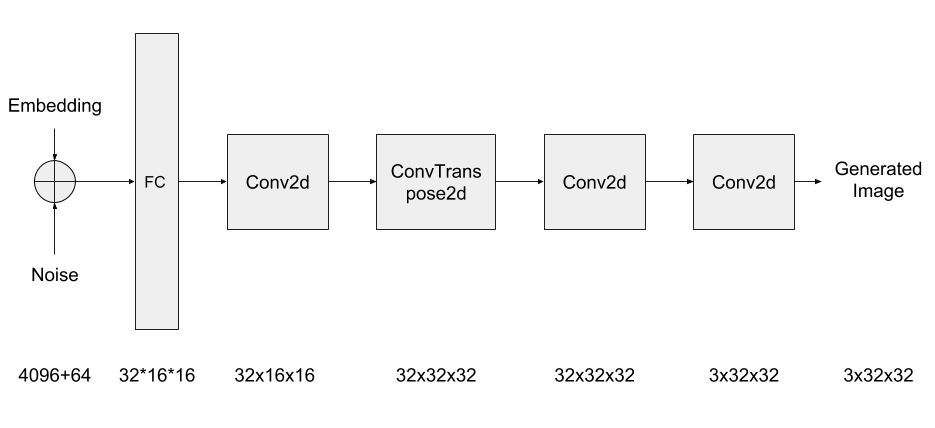 Embedding
Noise
FC
Conv2d
ConvTrans
pose2d
Conv2d
Conv2d
Generated
Image
4096+64
32*16*16
32x16x16
32x32x32
32x32x32
3x32x32
3x32x32